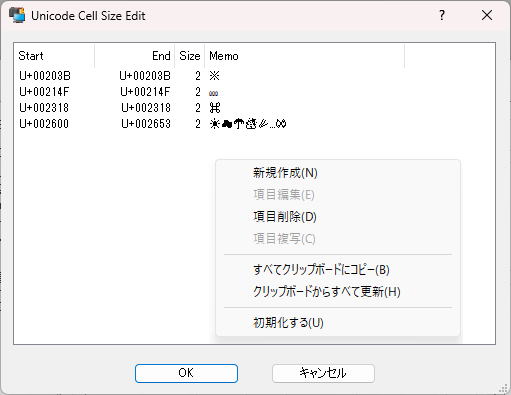 Unicode Cell Size Edit
Start End Size Memo
U+00203B U+00203B 2 ※
U+00214F U+00214F 2 ⅏
U+002318 U+002318 2 ⌘
U+002600 U+002653 2 ☀☁☂☃☄…♓
新規作成(N)
項目編集(E)
項目削除(D)
項目複写(C)
すべてクリップボードにコピー(B)
クリップボードからすべて更新(H)
初期化する(U)
OK キャンセル